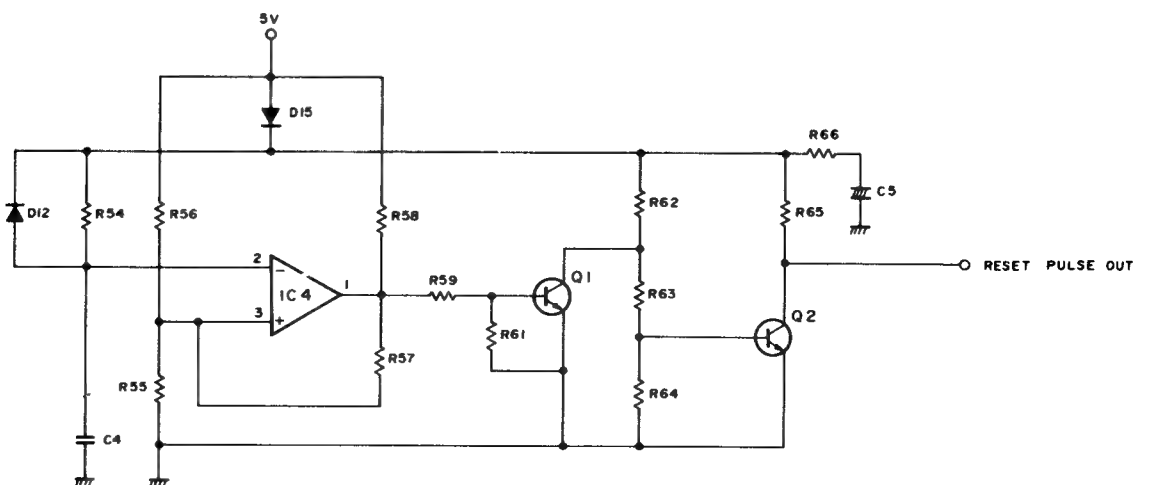 5V
D15
R66
D12
R54
R56
R58
R62
R65
C5
2
−
IC4
1
3
+
R59
Q1
R61
R63
RESET PULSE OUT
Q2
R55
R57
R64
C4